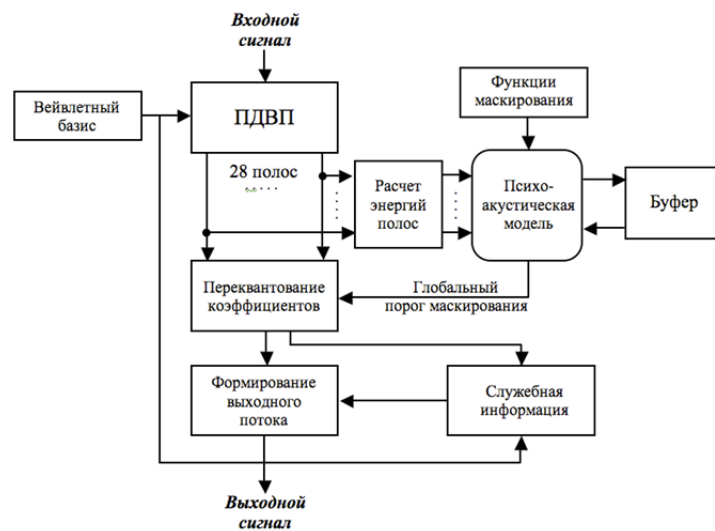 Входной
сигнал
Функции
маскирования
Вейвлетный
базис
ПДВП
28 полос
Расчет
энергий
полос
Психо-
акустическая
модель
Буфер
Переквантование
коэффициентов
Глобальный
порог маскирования
Формирование
выходного
потока
Служебная
информация
Выходной
сигнал